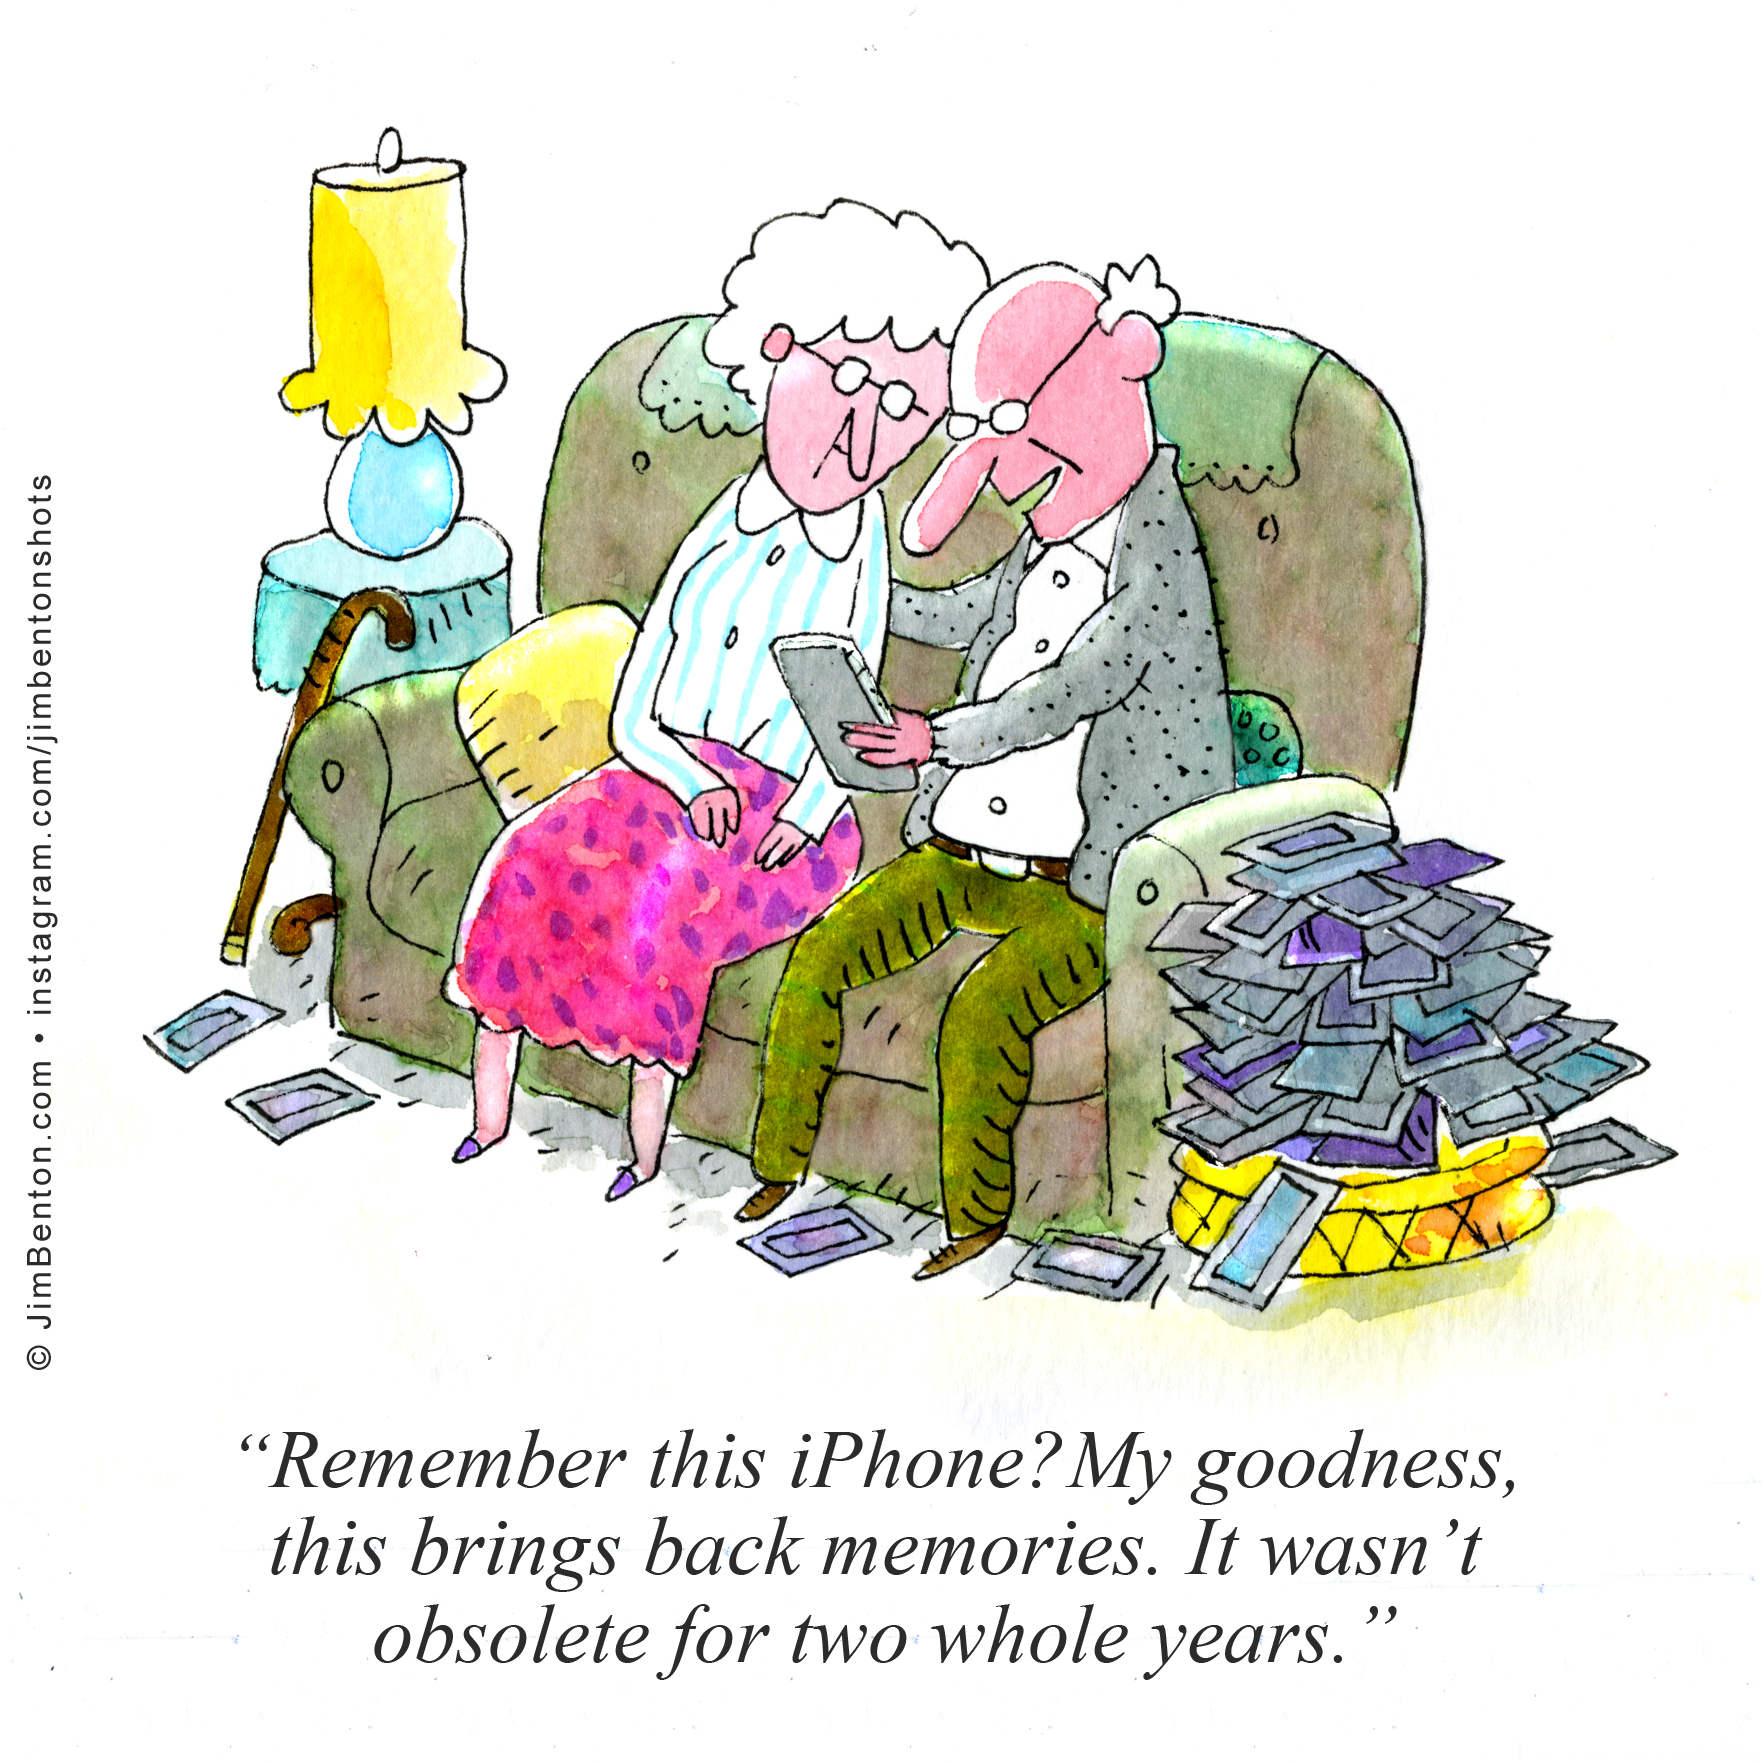 © JimBenton.com • instagram.com/jimbentonshots
“Remember this iPhone? My goodness,
this brings back memories. It wasn’t
obsolete for two whole years.”